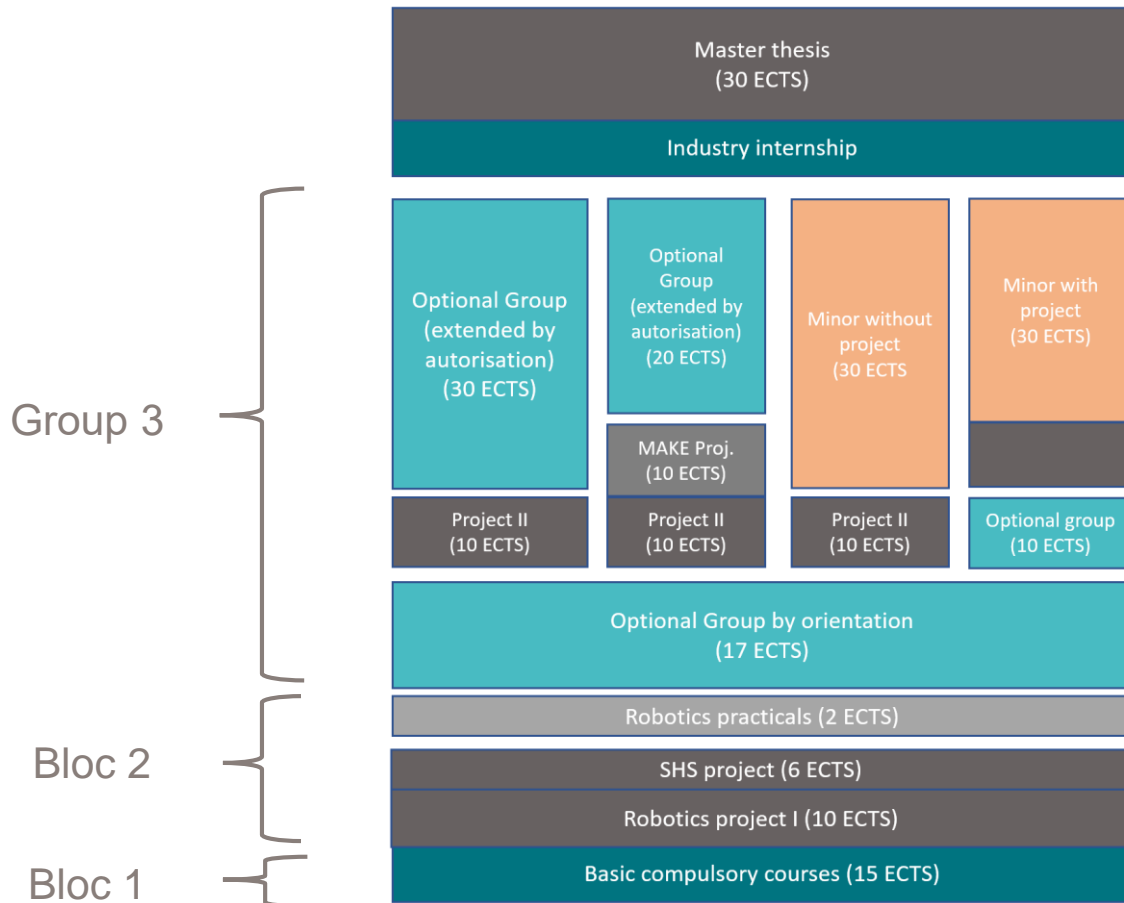 Master thesis
(30 ECTS)
Industry internship
Group 3
Optional Group
(extended by
autorisation)
(30 ECTS)
Optional
Group
(extended by
autorisation)
(20 ECTS)
MAKE Proj.
(10 ECTS)
Minor without
project
(30 ECTS
Minor with
project
(30 ECTS)
Project II
(10 ECTS)
Project II
(10 ECTS)
Project II
(10 ECTS)
Optional group
(10 ECTS)
Optional Group by orientation
(17 ECTS)
Bloc 2
Robotics practicals (2 ECTS)
SHS project (6 ECTS)
Robotics project I (10 ECTS)
Bloc 1
Basic compulsory courses (15 ECTS)